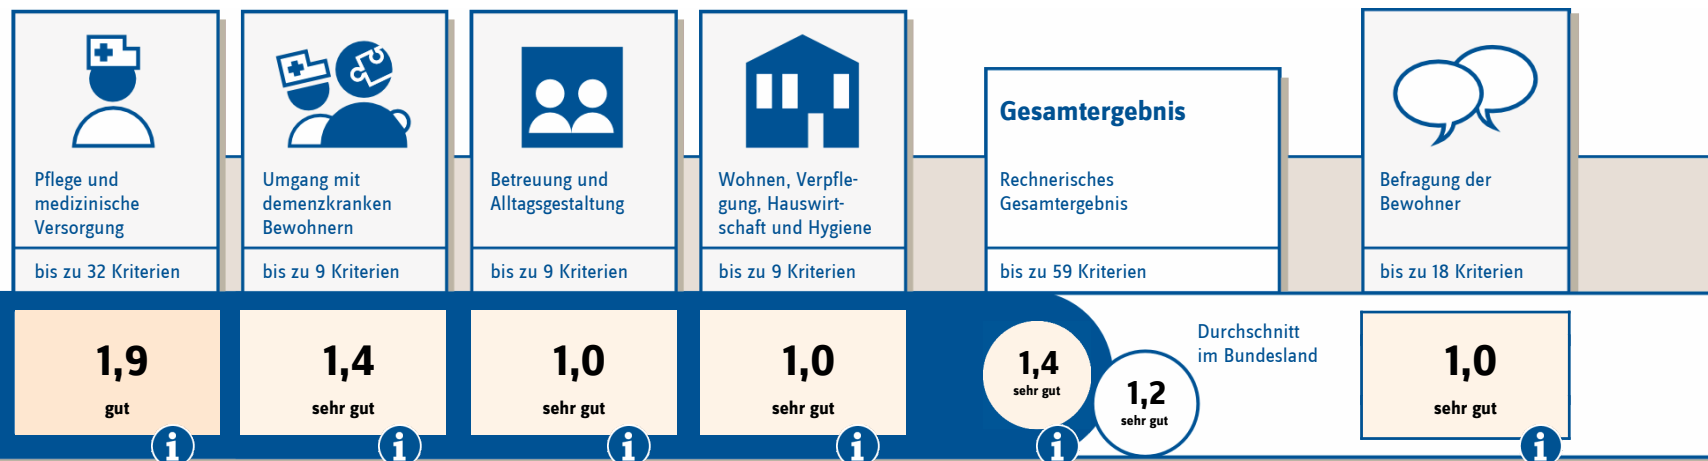 Pflege und
medizinische
Versorgung
bis zu 32 Kriterien
1,9
gut
Umgang mit
demenzkranken
Bewohnern
bis zu 9 Kriterien
1,4
sehr gut
Betreuung und
Alltagsgestaltung
bis zu 9 Kriterien
1,0
sehr gut
Wohnen, Verpfle-
gung, Hauswirt-
schaft und Hygiene
bis zu 9 Kriterien
1,0
sehr gut
Gesamtergebnis
Rechnerisches
Gesamtergebnis
bis zu 59 Kriterien
1,4
sehr gut
1,2
sehr gut
Durchschnitt
im Bundesland
Befragung der
Bewohner
bis zu 18 Kriterien
1,0
sehr gut